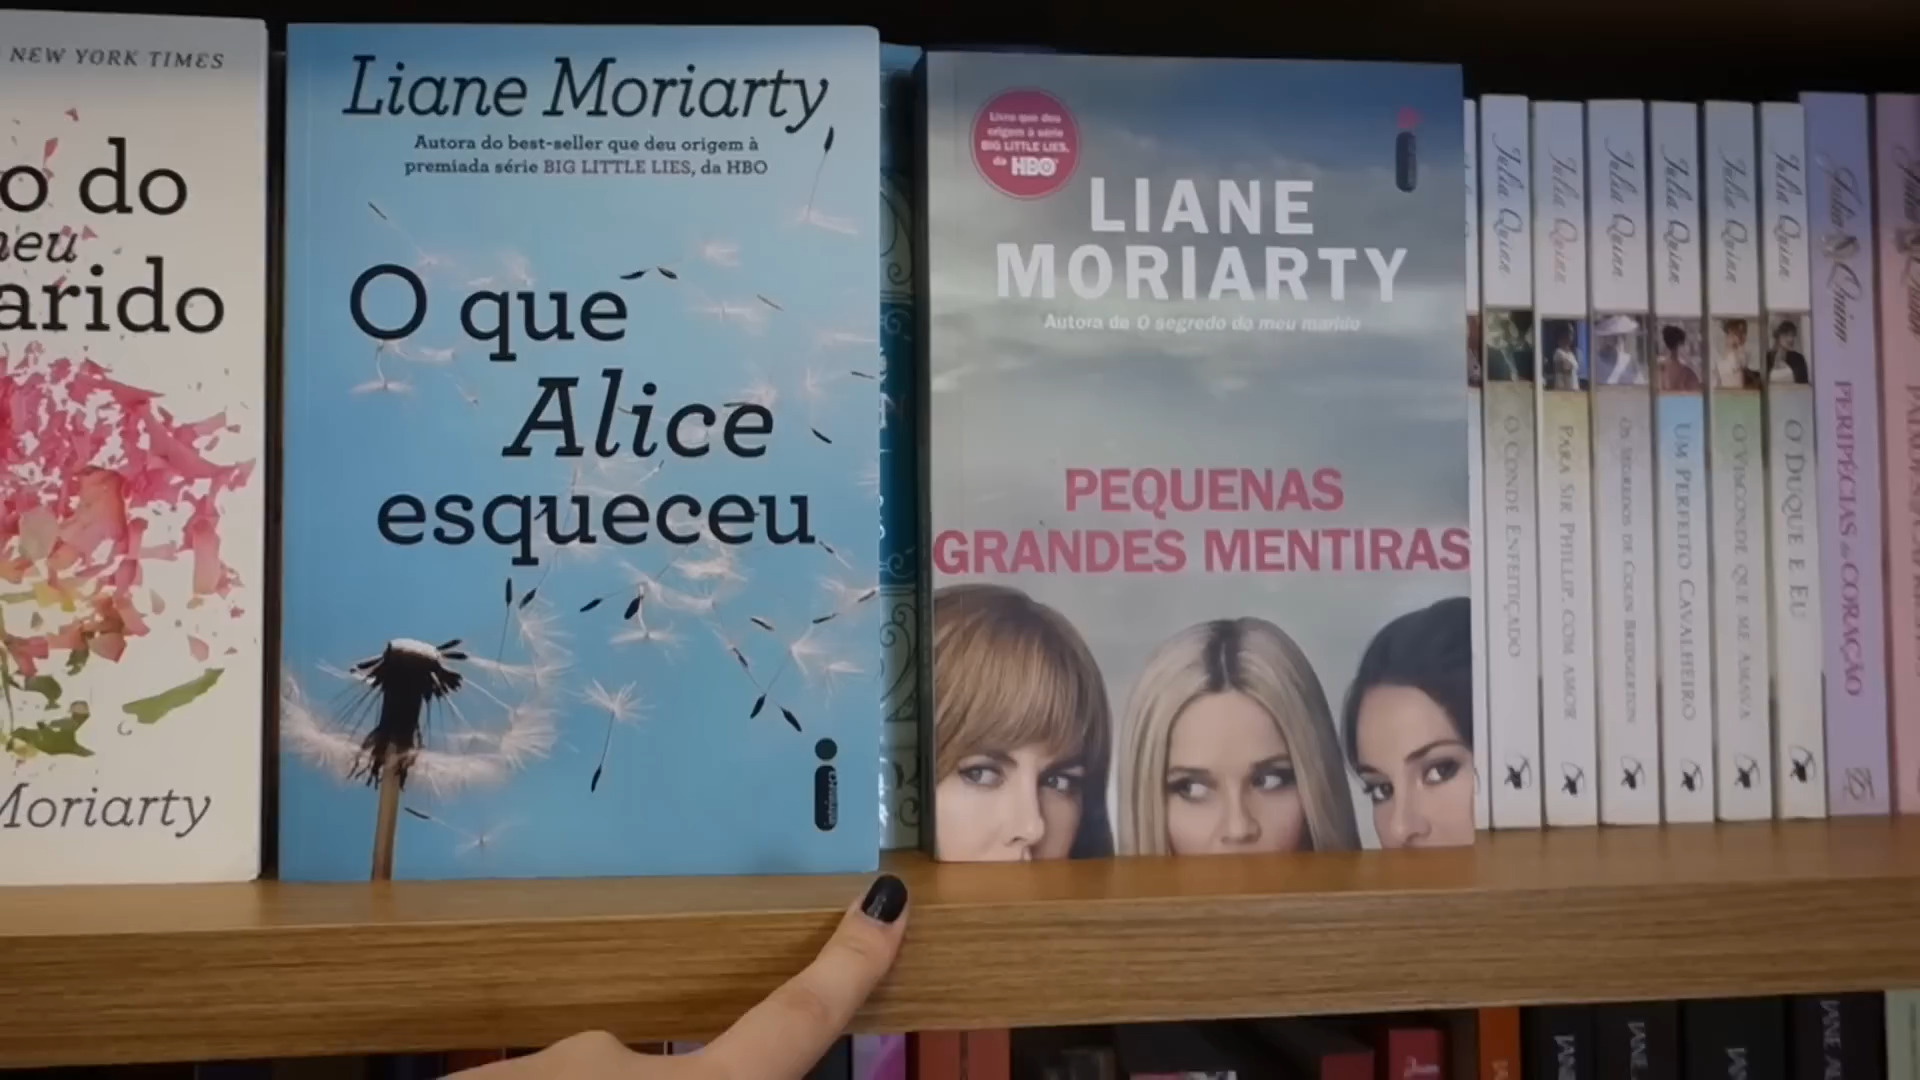 NEW YORK TIMES
o do
neu
arido
Moriarty
Liane Moriarty
Autora do best-seller que deu origem à
premiada série BIG LITTLE LIES, da HBO
O que
Alice
esqueceu
Livro que deu
origem à série
BIG LITTLE LIES,
da HBO
LIANE
MORIARTY
Autora de O segredo do meu marido
PEQUENAS
GRANDES MENTIRAS
Julia Quinn
O CONDE ENFEITIÇADO
Julia Quinn
PARA SIR PHILLIP, COM AMOR
Julia Quinn
OS SEGREDOS DE COLIN BRIDGERTON
Julia Quinn
UM PERFEITO CAVALHEIRO
Julia Quinn
O VISCONDE QUE ME AMAVA
Julia Quinn
O DUQUE E EU
Julia Quinn
PERIPÉCIAS do CORAÇÃO
JANE
JANE